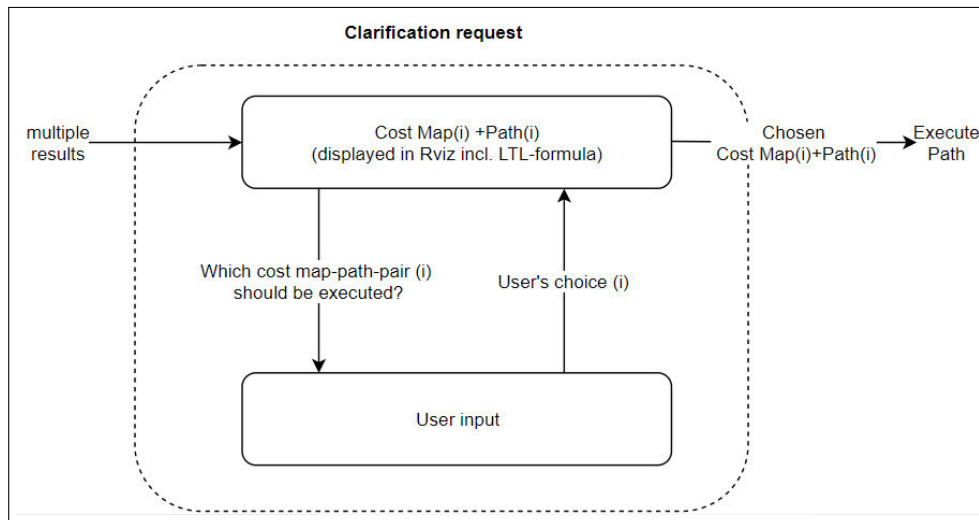 Clarification request
multiple
results
Cost Map(i) +Path(i)
(displayed in Rviz incl. LTL-formula)
Chosen
Cost Map(i)+Path(i)
Execute
Path
Which cost map-path-pair (i)
should be executed?
User's choice (i)
User input